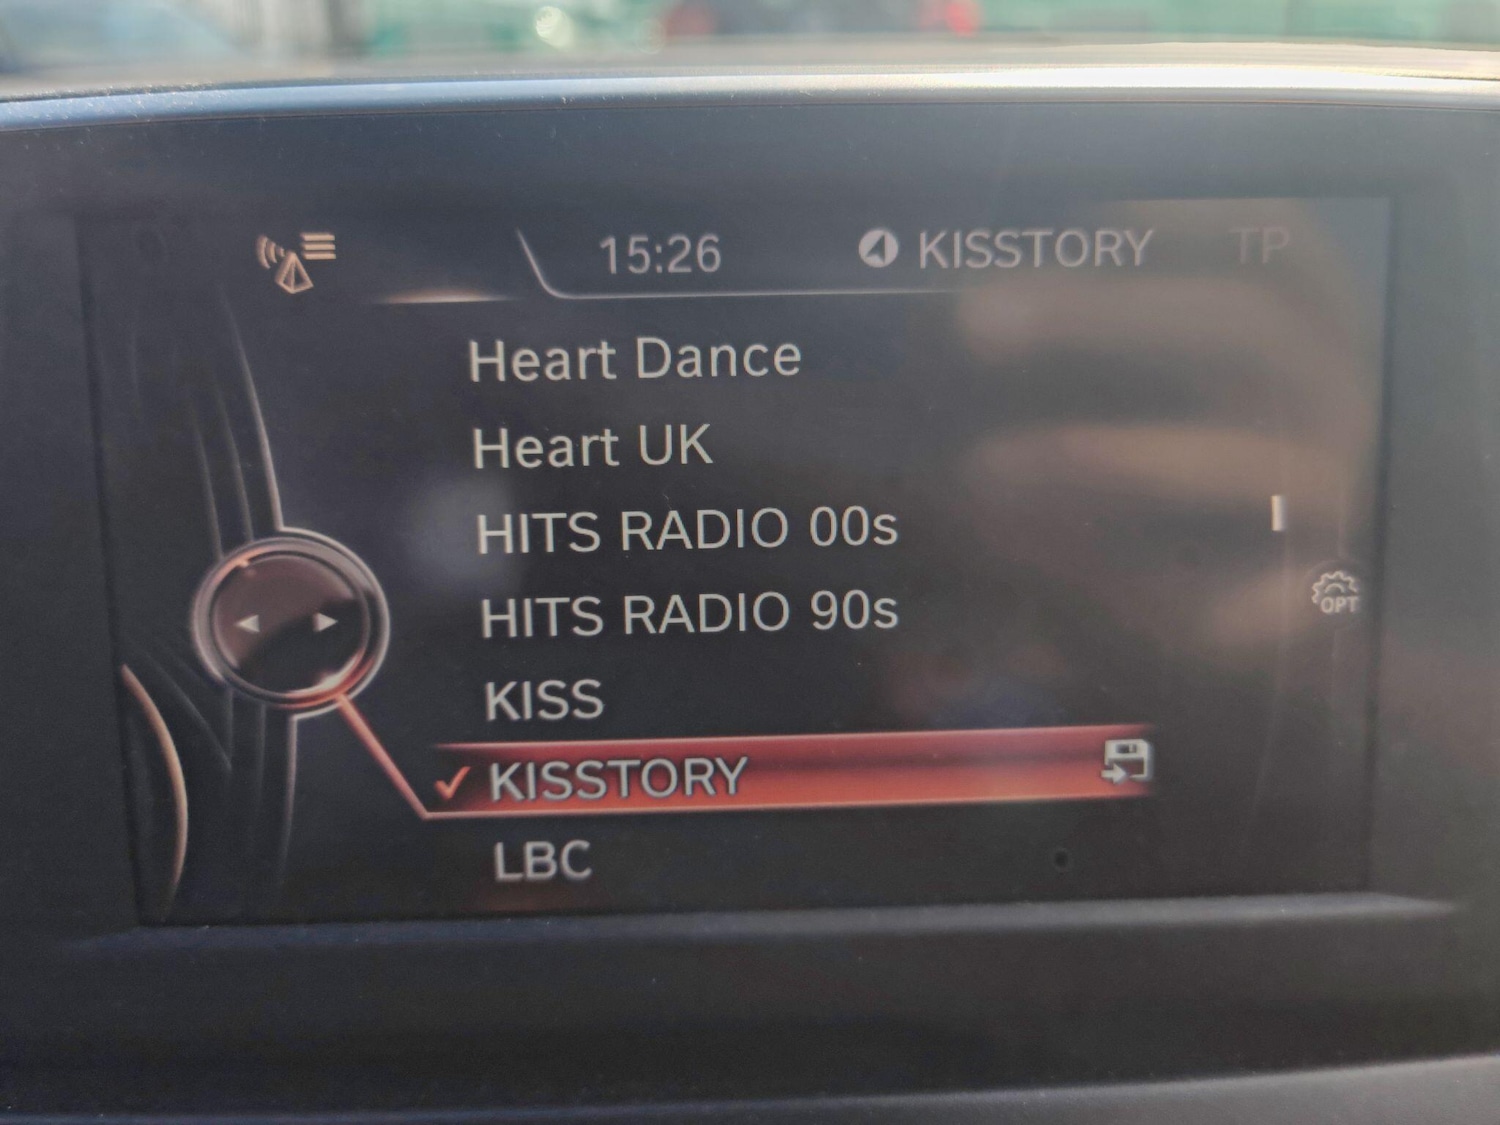 15:26 KISSTORY TP
Heart Dance
Heart UK
HITS RADIO 00s
HITS RADIO 90s
KISS
KISSTORY
OPT
LBC